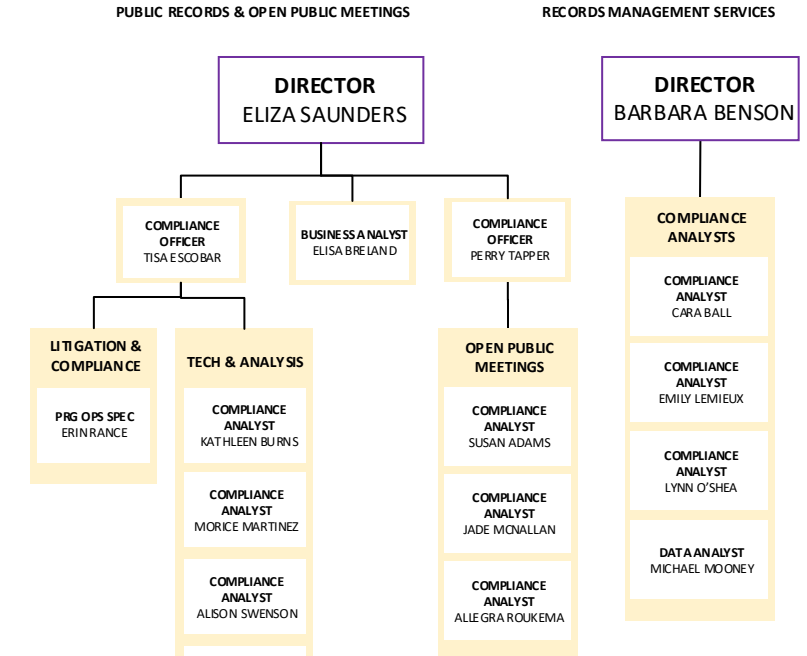 PUBLIC RECORDS & OPEN PUBLIC MEETINGS
RECORDS MANAGEMENT SERVICES
DIRECTOR
ELIZA SAUNDERS
DIRECTOR
BARBARA BENSON
COMPLIANCE
OFFICER
TISA ESCOBAR
BUSINESS ANALYST
ELISA BRELAND
COMPLIANCE
OFFICER
PERRY TAPPER
LITIGATION &
COMPLIANCE
PRG OPS SPEC
ERIN RANCE
TECH & ANALYSIS
COMPLIANCE
ANALYST
KATHLEEN BURNS
COMPLIANCE
ANALYST
MORICE MARTINEZ
COMPLIANCE
ANALYST
ALISON SWENSON
OPEN PUBLIC
MEETINGS
COMPLIANCE
ANALYST
SUSAN ADAMS
COMPLIANCE
ANALYST
JADE MCNALLAN
COMPLIANCE
ANALYST
ALLEGRA ROUKEMA
COMPLIANCE
ANALYSTS
COMPLIANCE
ANALYST
CARA BALL
COMPLIANCE
ANALYST
EMILY LEMIEUX
COMPLIANCE
ANALYST
LYNN O’SHEA
DATA ANALYST
MICHAEL MOONEY